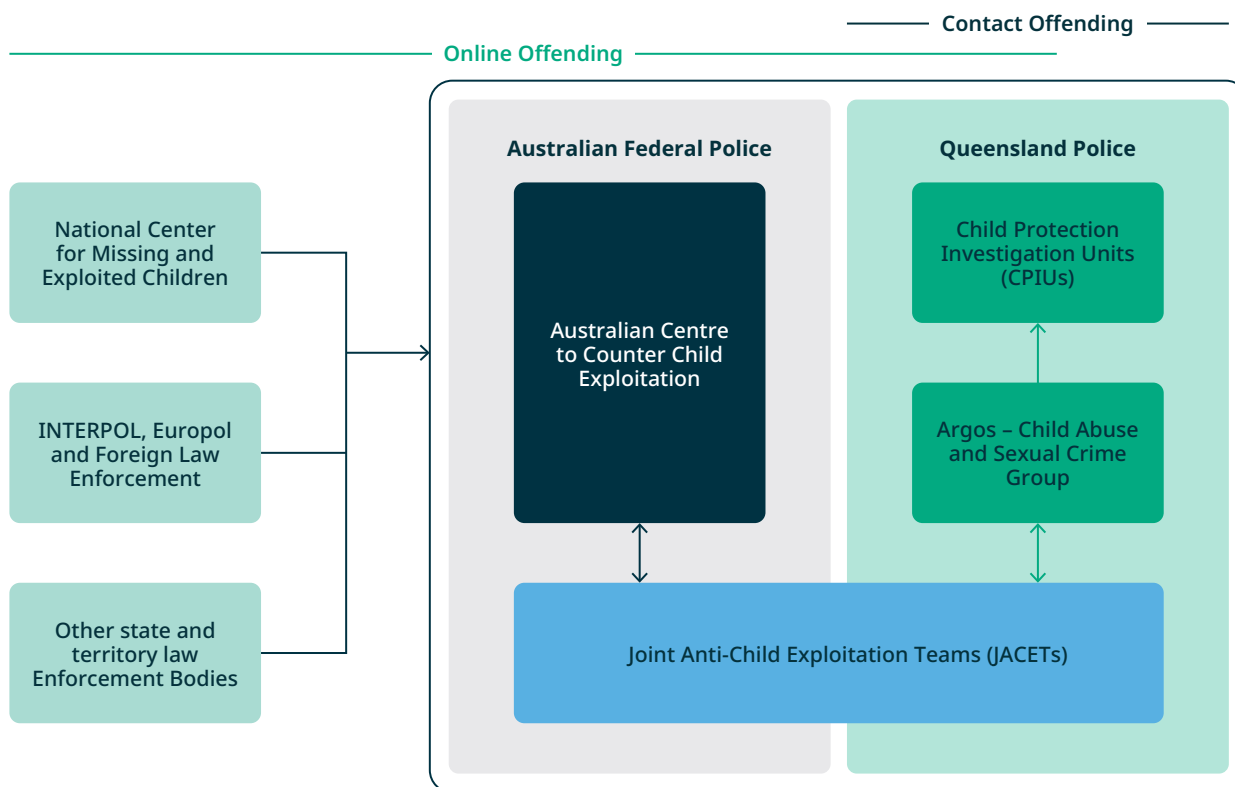 Contact Offending
Online Offending
Australian Federal Police
Queensland Police
National Center
for Missing and
Exploited Children
INTERPOL, Europol
and Foreign Law
Enforcement
Other state and
territory law
Enforcement Bodies
Australian Centre
to Counter Child
Exploitation
Child Protection
Investigation Units
(CPIUs)
Argos – Child Abuse
and Sexual Crime
Group
Joint Anti-Child Exploitation Teams (JACETs)